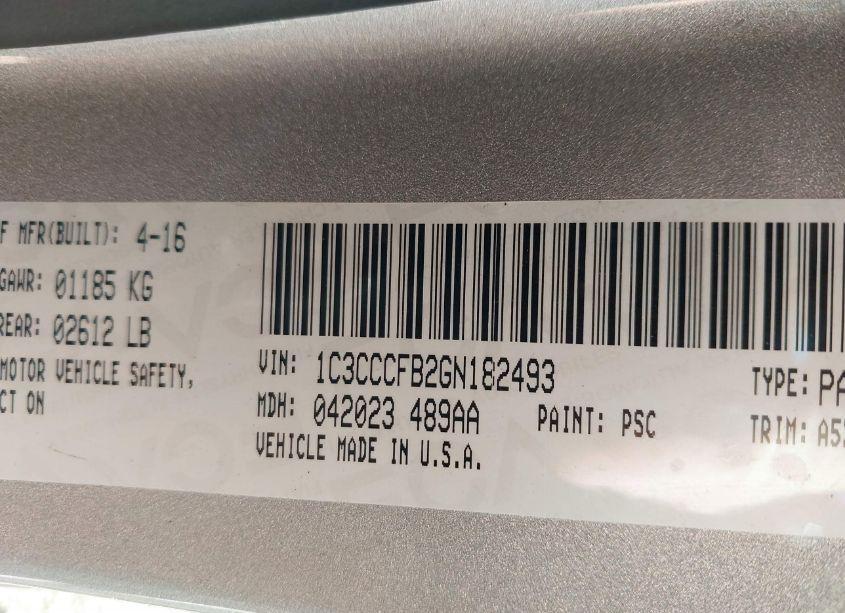 F MFR(BUILT): 4-16
GAWR: 01185 KG
REAR: 02612 LB
MOTOR VEHICLE SAFETY,
CT ON
VIN: 1C3CCCFB2GN182493
MDH: 042023 489AA PAINT: PSC
VEHICLE MADE IN U.S.A.
TYPE: PA
TRIM: A5